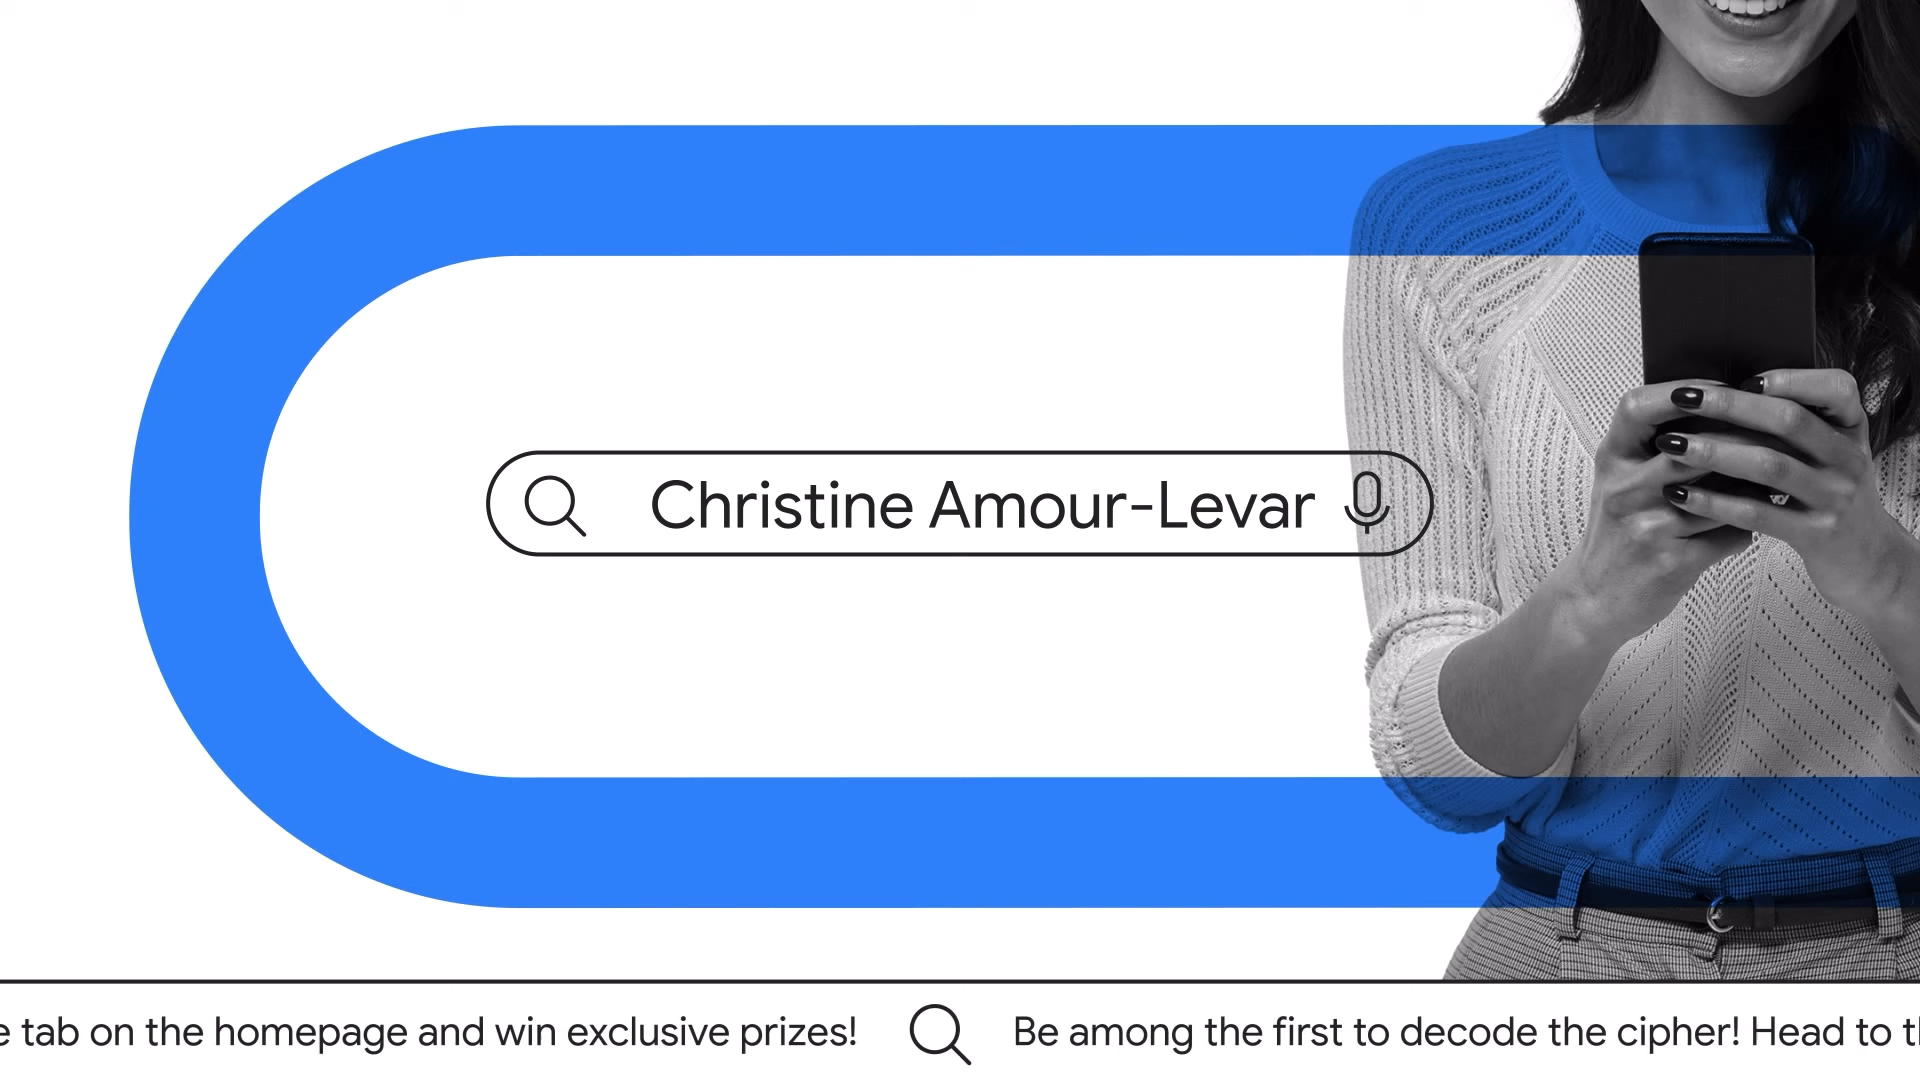 Christine Amour-Levar
e tab on the homepage and win exclusive prizes! Be among the first to decode the cipher! Head to t